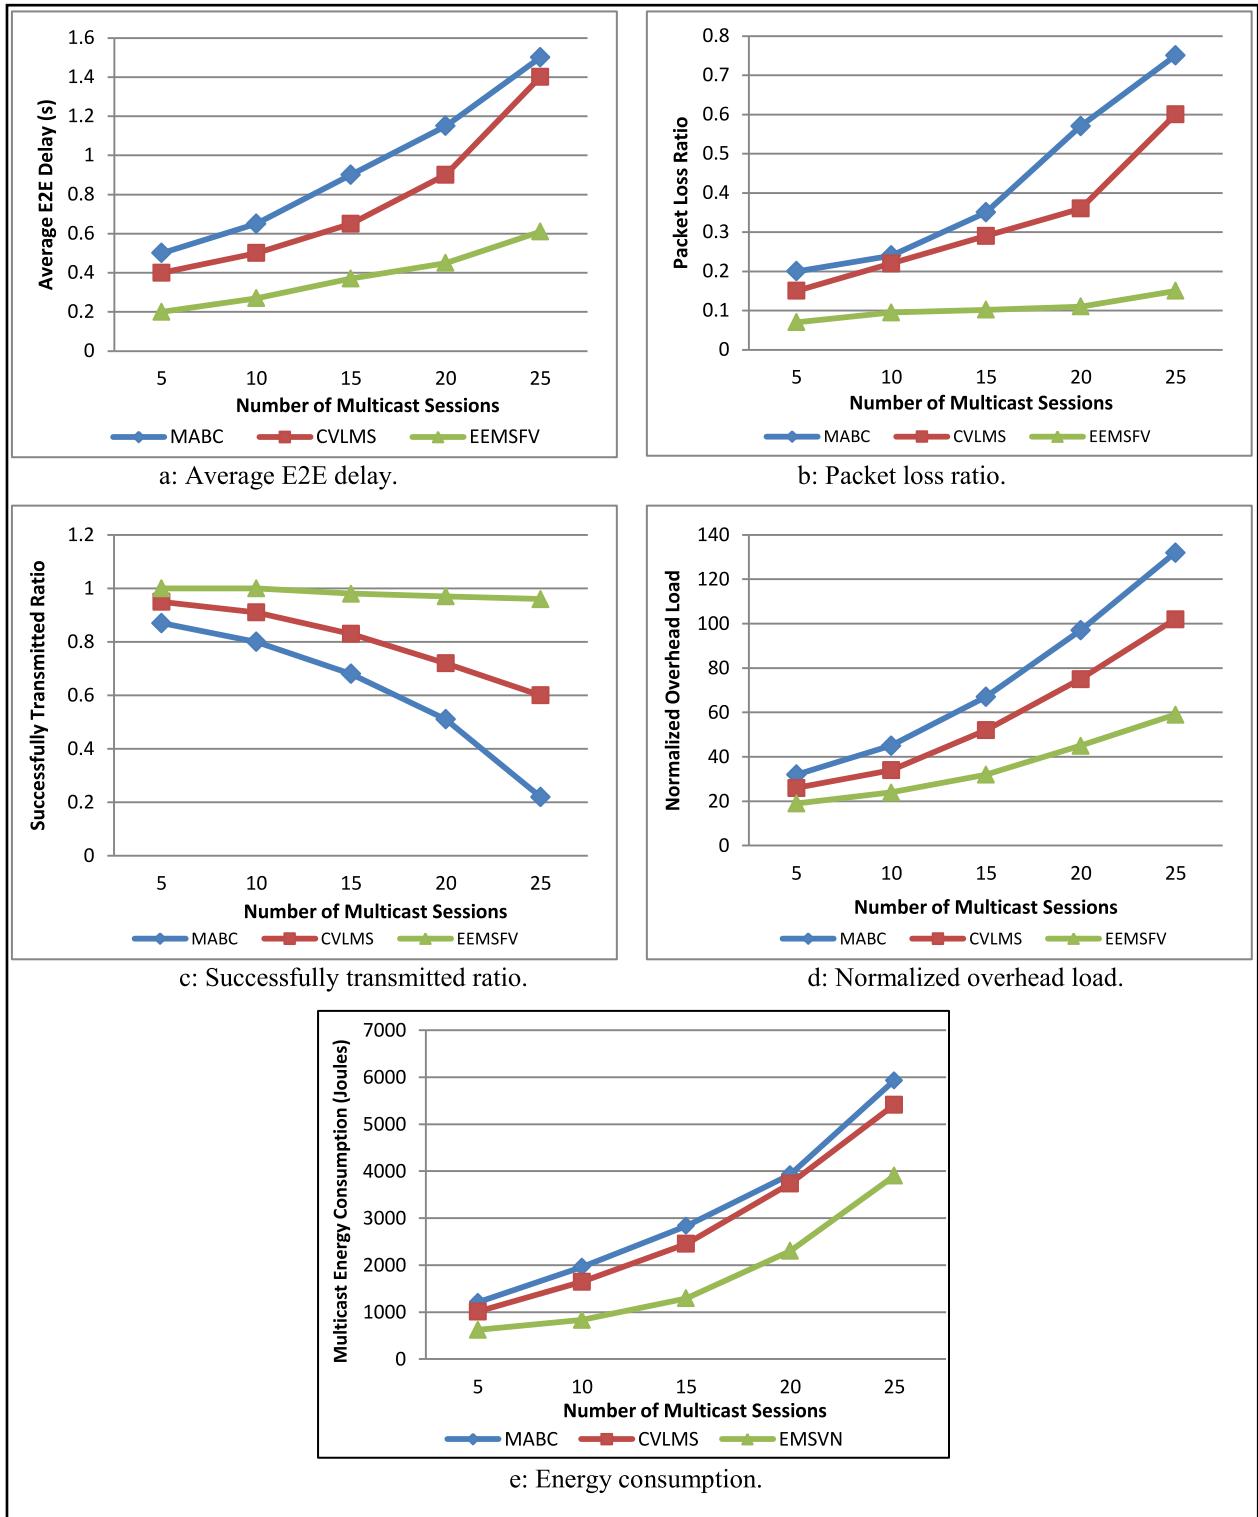 1.6
1.4
1.2
1
0.8
0.6
0.4
0.2
0
Average E2E Delay (s)
5 10 15 20 25
Number of Multicast Sessions
MABC CVLMS EEMSFV
a: Average E2E delay.
0.8
0.7
0.6
0.5
0.4
0.3
0.2
0.1
0
Packet Loss Ratio
5 10 15 20 25
Number of Multicast Sessions
MABC CVLMS EEMSFV
b: Packet loss ratio.
1.2
1
0.8
0.6
0.4
0.2
0
Successfully Transmitted Ratio
5 10 15 20 25
Number of Multicast Sessions
MABC CVLMS EEMSFV
c: Successfully transmitted ratio.
140
120
100
80
60
40
20
0
Normalized Overhead Load
5 10 15 20 25
Number of Multicast Sessions
MABC CVLMS EEMSFV
d: Normalized overhead load.
7000
6000
5000
4000
3000
2000
1000
0
Multicast Energy Consumption (Joules)
5 10 15 20 25
Number of Multicast Sessions
MABC CVLMS EMSVN
e: Energy consumption.